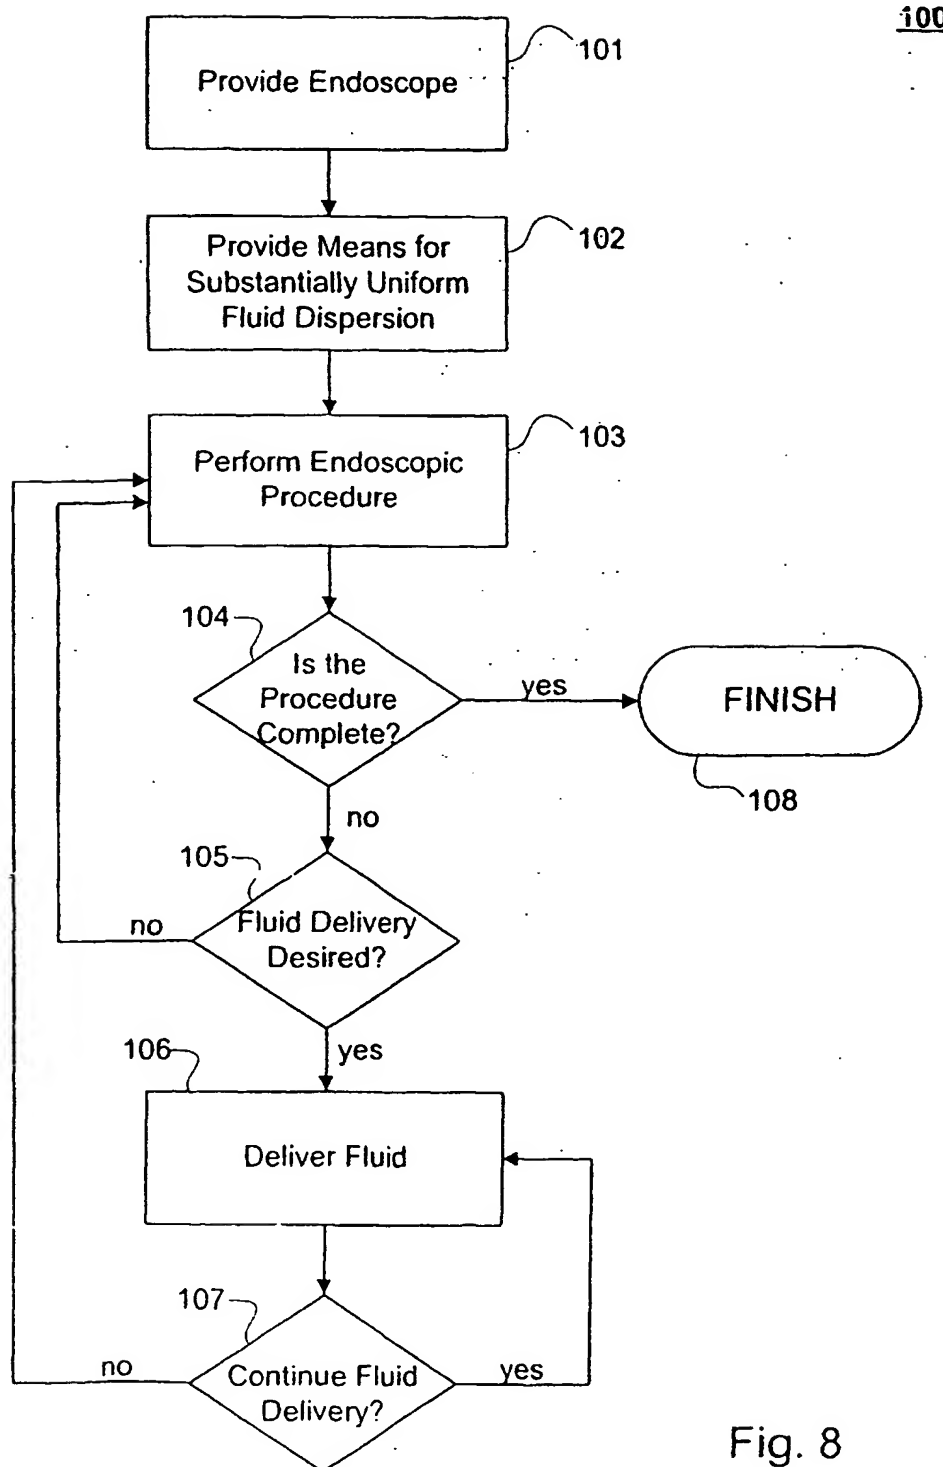 100
101
Provide Endoscope
102
Provide Means for
Substantially Uniform
Fluid Dispersion
103
Perform Endoscopic
Procedure
104
Is the
Procedure
Complete?
yes
FINISH
108
no
105
Fluid Delivery
Desired?
no
yes
106
Deliver Fluid
107
Continue Fluid
Delivery?
no
yes
Fig. 8